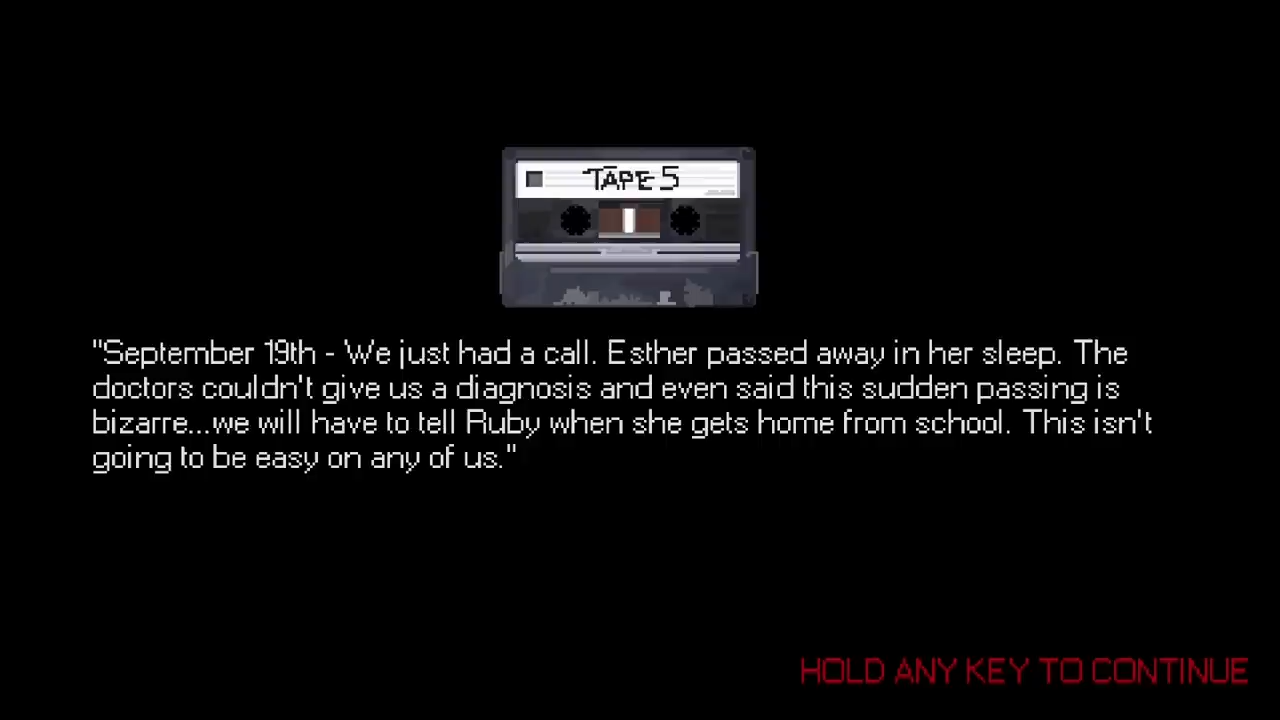 TAPE 5
"September 19th - We just had a call. Esther passed away in her sleep. The
doctors couldn't give us a diagnosis and even said this sudden passing is
bizarre...we will have to tell Ruby when she gets home from school. This isn't
going to be easy on any of us."
HOLD ANY KEY TO CONTINUE